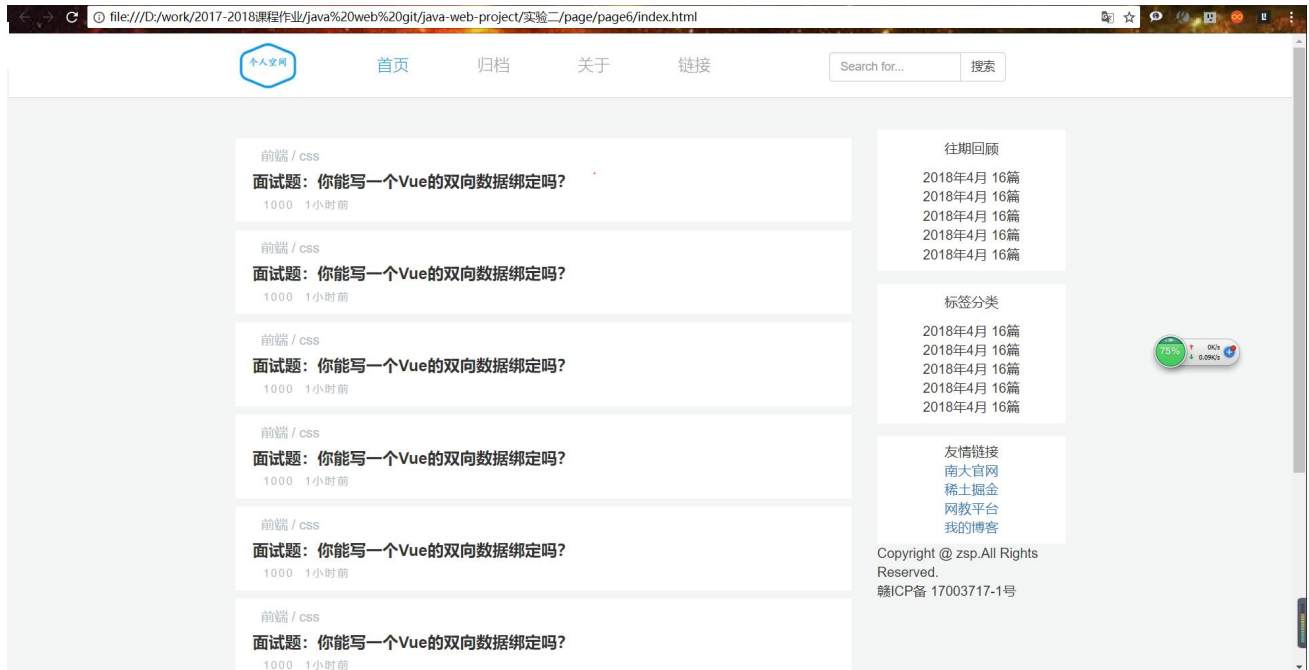 file:///D:/work/2017-2018课程作业/java%20web%20git/java-web-project/实验二/page/page6/index.html
个人空间
首页 归档 关于 链接 Search for... 搜索
前端 / css
面试题：你能写一个Vue的双向数据绑定吗？
1000 1小时前
前端 / css
面试题：你能写一个Vue的双向数据绑定吗？
1000 1小时前
前端 / css
面试题：你能写一个Vue的双向数据绑定吗？
1000 1小时前
前端 / css
面试题：你能写一个Vue的双向数据绑定吗？
1000 1小时前
前端 / css
面试题：你能写一个Vue的双向数据绑定吗？
1000 1小时前
前端 / css
面试题：你能写一个Vue的双向数据绑定吗？
1000 1小时前
往期回顾
2018年4月 16篇
2018年4月 16篇
2018年4月 16篇
2018年4月 16篇
2018年4月 16篇
标签分类
2018年4月 16篇
2018年4月 16篇
2018年4月 16篇
2018年4月 16篇
2018年4月 16篇
友情链接
南大官网
稀土掘金
网教平台
我的博客
Copyright @ zsp.All Rights
Reserved.
赣ICP备 17003717-1号
75%
0K/s
0.09K/s